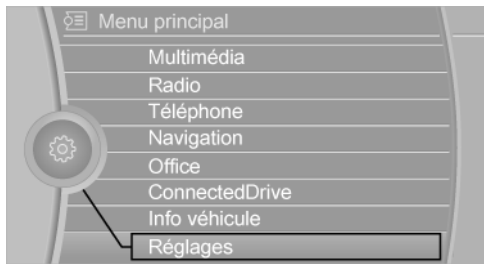 Menu principal
Multimédia
Radio
Téléphone
Navigation
Office
ConnectedDrive
Info véhicule
Réglages